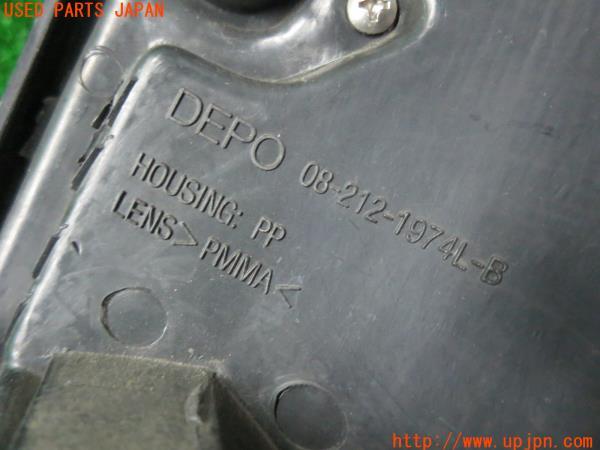 USED PARTS JAPAN
DEPO 08-212-1974L-B
HOUSING: PP
LENS>PMMA<
http://www.upjpn.com/